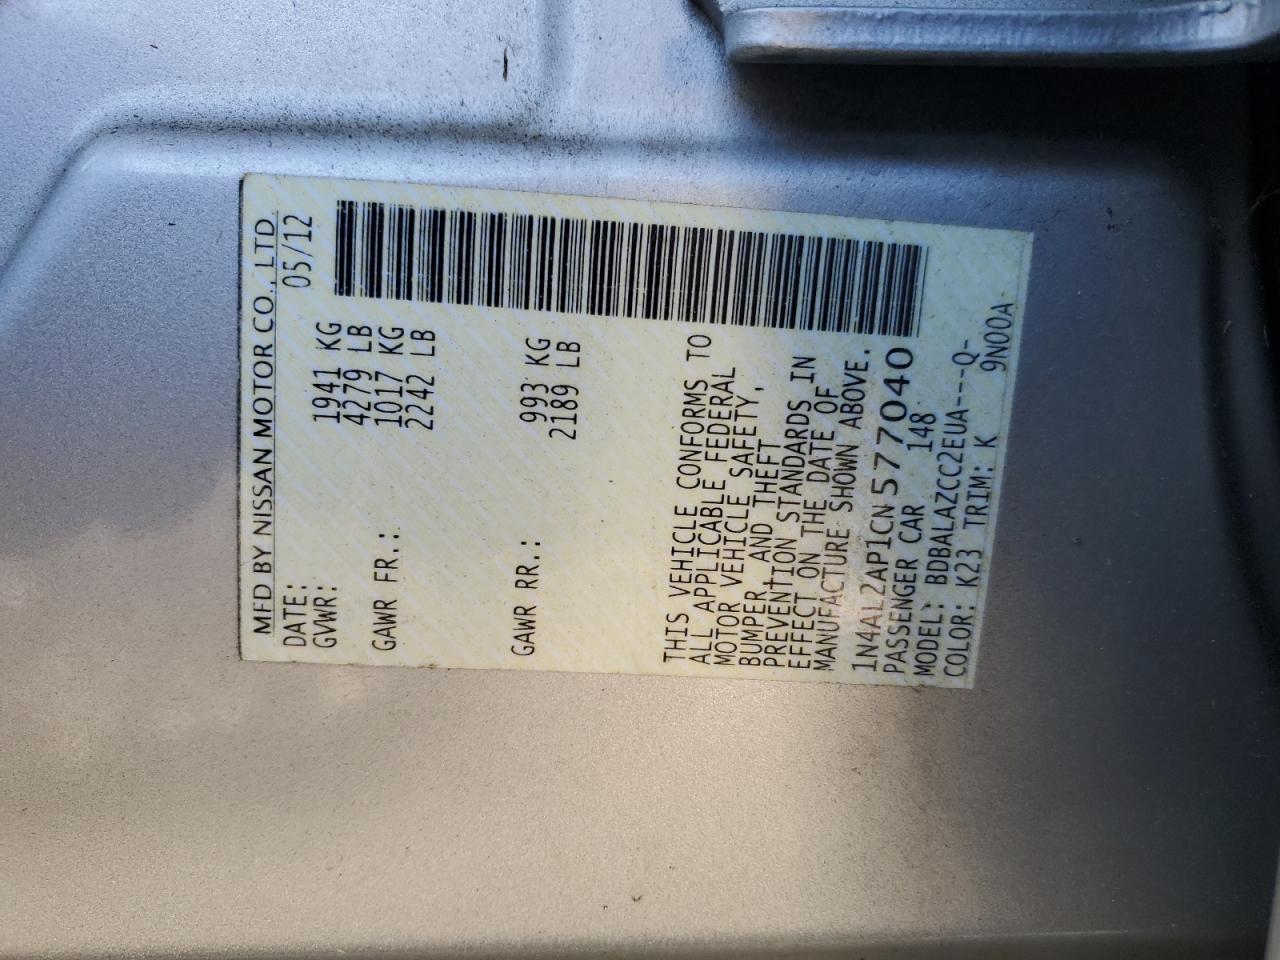 MFD BY NISSAN MOTOR CO., LTD
DATE: 05/12
GVWR: 1941 KG
4279 LB
GAWR FR.: 1017 KG
2242 LB
GAWR RR.: 993 KG
2189 LB
THIS VEHICLE CONFORMS TO
ALL APPLICABLE FEDERAL
MOTOR VEHICLE SAFETY,
BUMPER, AND THEFT
PREVENTION STANDARDS IN
EFFECT ON THE DATE OF
MANUFACTURE SHOWN ABOVE.
1N4AL2AP1CN577040
PASSENGER CAR 148
MODEL: BDBALAZCC2EUA----Q-
COLOR: K23 TRIM: K 9N00A